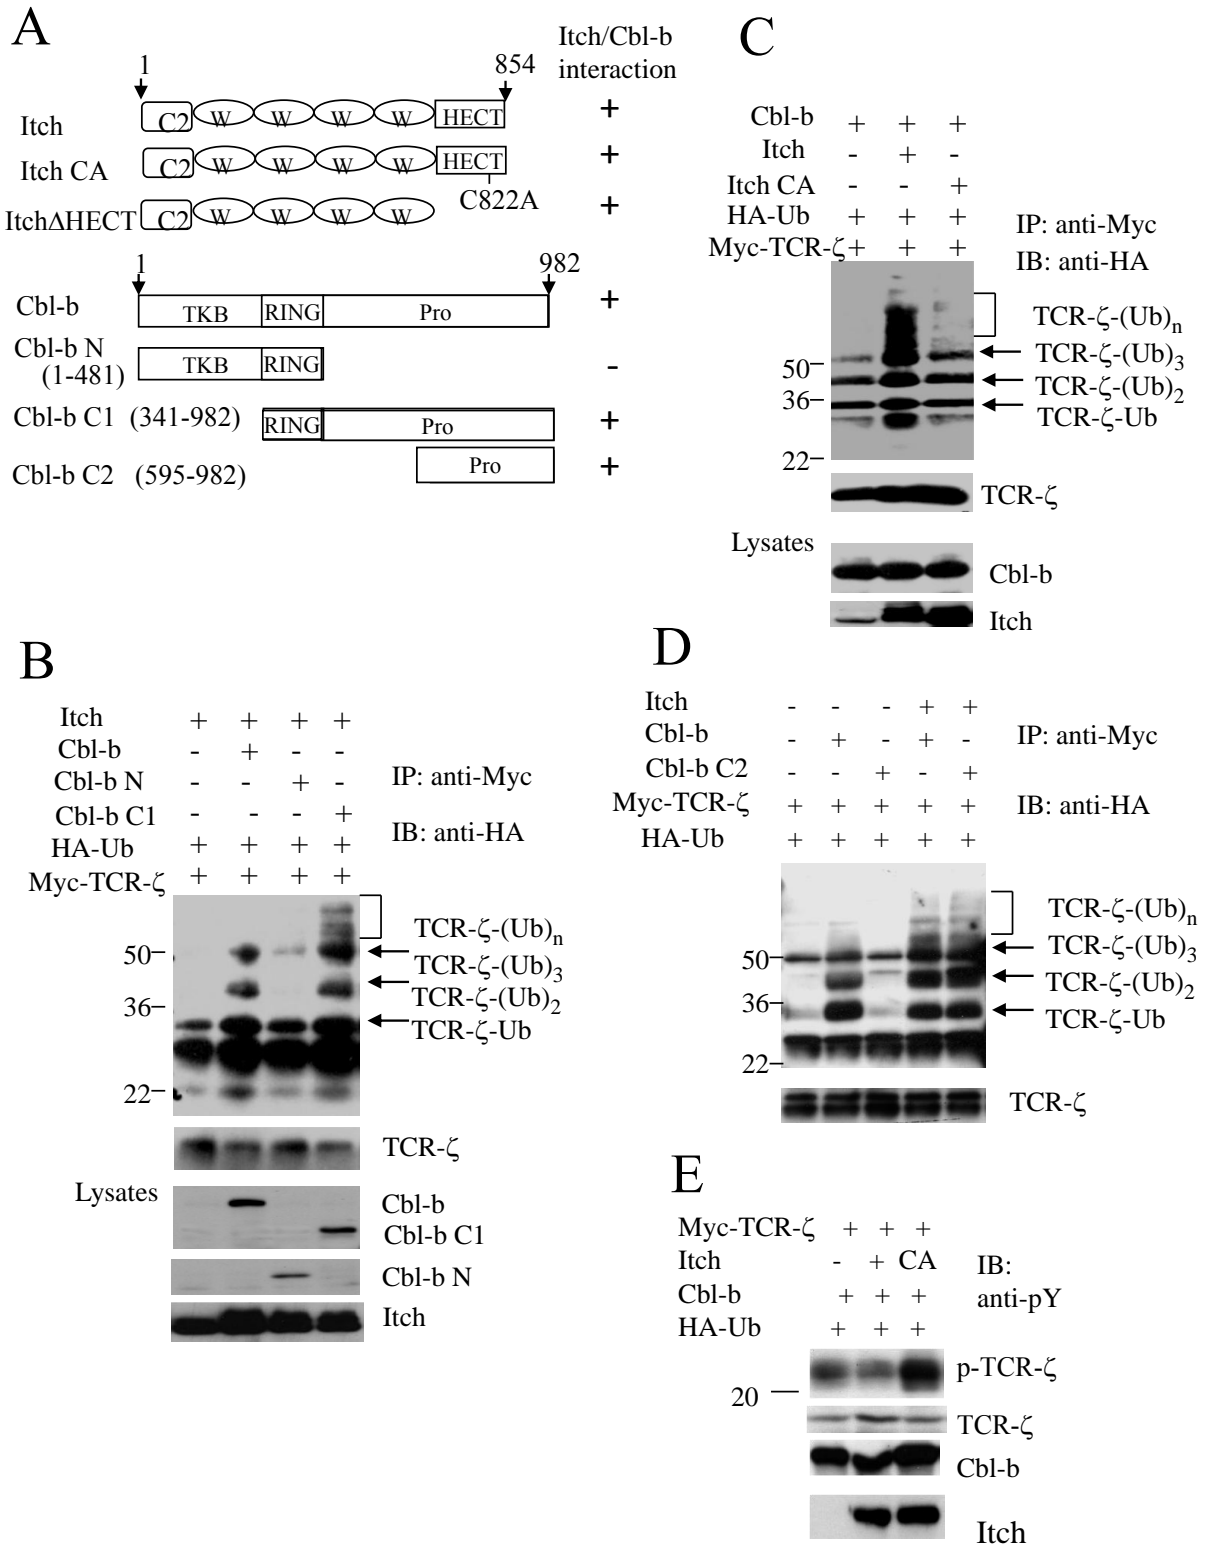 A
Itch/Cbl-b
interaction
1
854
Itch C2 W W W W HECT +
Itch CA C2 W W W W HECT +
C822A
ItchΔHECT C2 W W W W +
1
982
Cbl-b TKB RING Pro +
Cbl-b N
(1-481) TKB RING -
Cbl-b C1 (341-982) RING Pro +
Cbl-b C2 (595-982) Pro +
B
Itch + + + +
Cbl-b - + - -
Cbl-b N - - + -
Cbl-b C1 - - - +
HA-Ub + + + +
Myc-TCR-ζ + + + +
IP: anti-Myc
IB: anti-HA
50
36
22
TCR-ζ-(Ub)n
TCR-ζ-(Ub)3
TCR-ζ-(Ub)2
TCR-ζ-Ub
TCR-ζ
Lysates
Cbl-b
Cbl-b C1
Cbl-b N
Itch
C
Cbl-b + + +
Itch - + -
Itch CA - - +
HA-Ub + + +
Myc-TCR-ζ + + +
IP: anti-Myc
IB: anti-HA
50
36
22
TCR-ζ-(Ub)n
TCR-ζ-(Ub)3
TCR-ζ-(Ub)2
TCR-ζ-Ub
TCR-ζ
Lysates
Cbl-b
Itch
D
Itch - - - + +
Cbl-b - + - + -
Cbl-b C2 - - + - +
Myc-TCR-ζ + + + + +
HA-Ub + + + + +
IP: anti-Myc
IB: anti-HA
50
36
22
TCR-ζ-(Ub)n
TCR-ζ-(Ub)3
TCR-ζ-(Ub)2
TCR-ζ-Ub
TCR-ζ
E
Myc-TCR-ζ + + +
Itch - + CA
Cbl-b + + +
HA-Ub + + +
IB:
anti-pY
20
p-TCR-ζ
TCR-ζ
Cbl-b
Itch